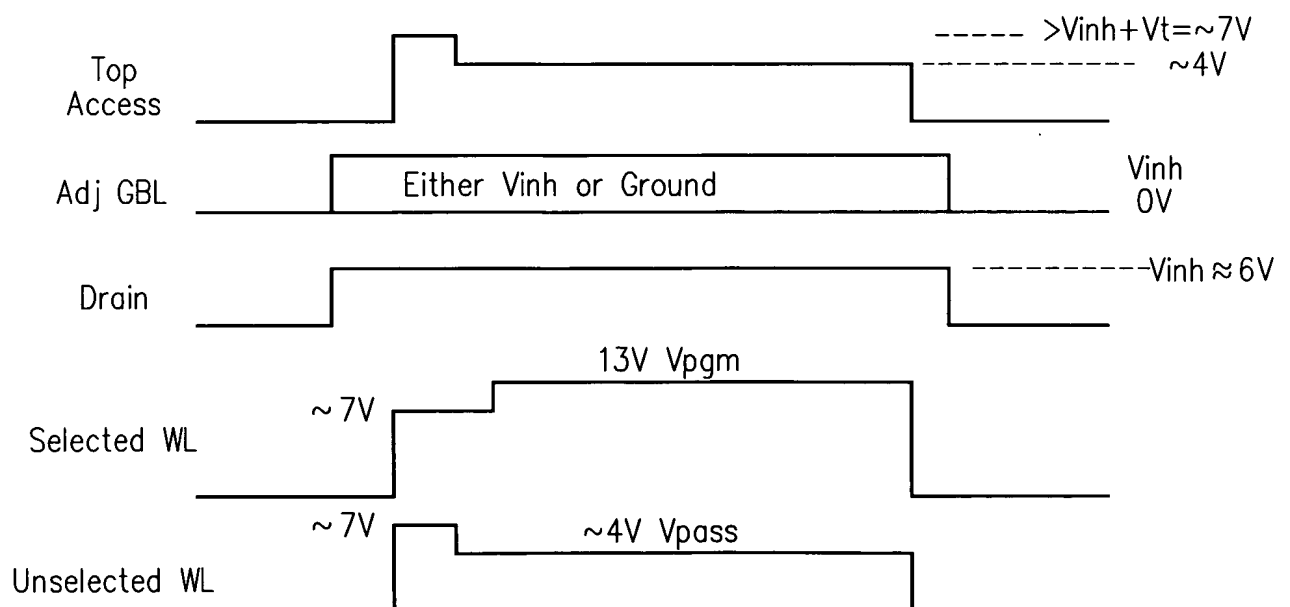 >Vinh+Vt=~7V
Top
Access
~4V
Adj GBL
Either Vinh or Ground
Vinh
0V
Drain
Vinh≈6V
13V Vpgm
~7V
Selected WL
~7V
~4V Vpass
Unselected WL